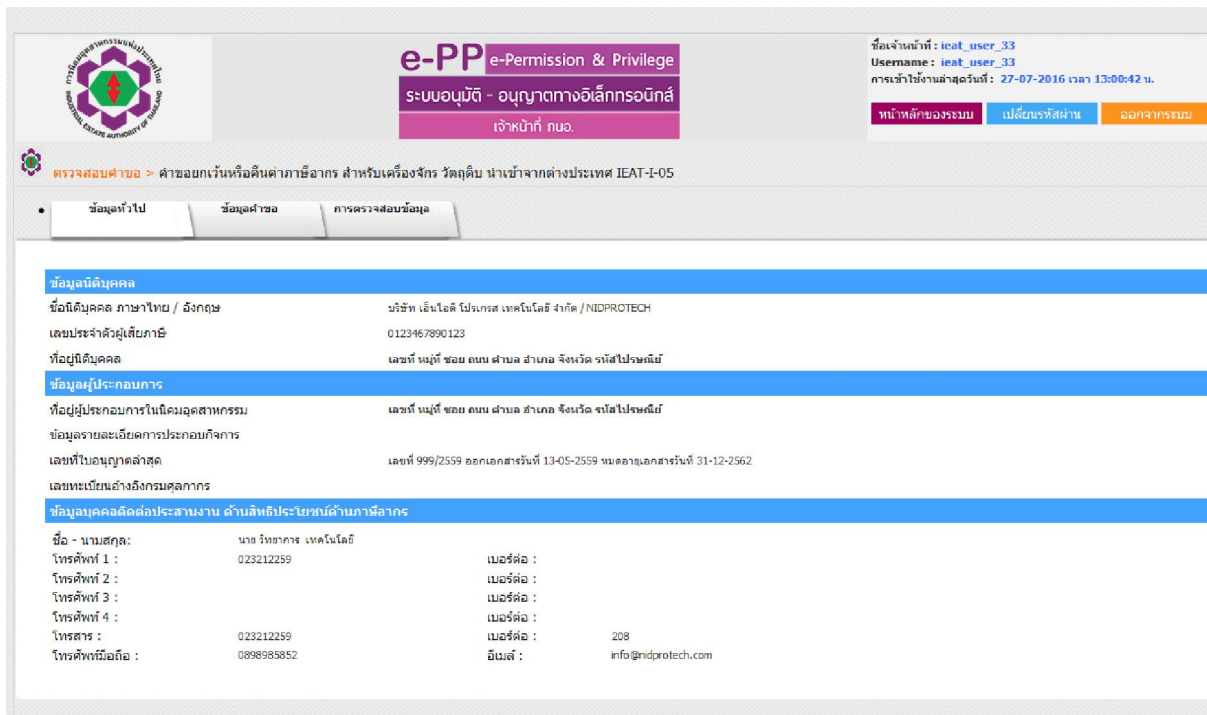 การนิคมอุตสาหกรรมแห่งประเทศไทย
INDUSTRIAL ESTATE AUTHORITY OF THAILAND
e-PP e-Permission & Privilege
ระบบอนุมัติ - อนุญาตทางอิเล็กทรอนิกส์
เจ้าหน้าที่ กนอ.
ชื่อเจ้าหน้าที่ : ieat_user_33
Username : ieat_user_33
การเข้าใช้งานล่าสุดวันที่ : 27-07-2016 เวลา 13:00:42 น.
หน้าหลักของระบบ เปลี่ยนรหัสผ่าน ออกจากระบบ
ตรวจสอบคำขอ > คำขอยกเว้นหรือคืนค่าภาษีอากร สำหรับเครื่องจักร วัตถุดิบ นำเข้าจากต่างประเทศ IEAT-I-05
ข้อมูลทั่วไป ข้อมูลคำขอ การตรวจสอบข้อมูล
ข้อมูลนิติบุคคล
ชื่อนิติบุคคล ภาษาไทย / อังกฤษ บริษัท เอ็นไอดี โปรเกรส เทคโนโลยี จำกัด / NIDPROTECH
เลขประจำตัวผู้เสียภาษี 0123467890123
ที่อยู่นิติบุคคล เลขที่ หมู่ที่ ซอย ถนน ตำบล อำเภอ จังหวัด รหัสไปรษณีย์
ข้อมูลผู้ประกอบการ
ที่อยู่ผู้ประกอบการในนิคมอุตสาหกรรม เลขที่ หมู่ที่ ซอย ถนน ตำบล อำเภอ จังหวัด รหัสไปรษณีย์
ข้อมูลรายละเอียดการประกอบกิจการ
เลขที่ใบอนุญาตล่าสุด เลขที่ 999/2559 ออกเอกสารวันที่ 13-05-2559 หมดอายุเอกสารวันที่ 31-12-2562
เลขทะเบียนอ้างอิงกรมศุลกากร
ข้อมูลบุคคลติดต่อประสานงาน ด้านสิทธิประโยชน์ด้านภาษีอากร
ชื่อ - นามสกุล: นาย วิทยาการ เทคโนโลยี
โทรศัพท์ 1 : 023212259 เบอร์ต่อ :
โทรศัพท์ 2 : เบอร์ต่อ :
โทรศัพท์ 3 : เบอร์ต่อ :
โทรศัพท์ 4 : เบอร์ต่อ :
โทรสาร : 023212259 เบอร์ต่อ : 208
โทรศัพท์มือถือ : 0898985852 อีเมล์ : info@nidprotech.com